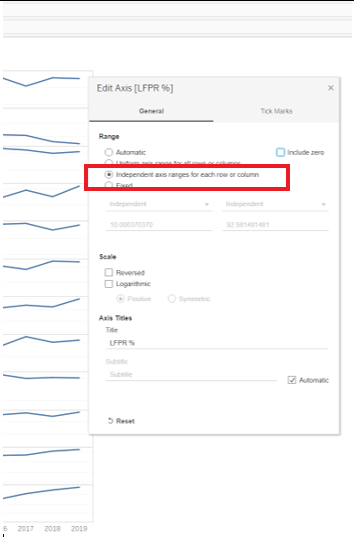 Edit Axis [LFPR %]
×
General
Tick Marks
Range
Automatic
Include zero
Uniform axis range for all rows or columns
Independent axis ranges for each row or column
Fixed
Independent
Independent
10.000370370
92.581481481
Scale
Reversed
Logarithmic
Positive
Symmetric
Axis Titles
Title
LFPR %
Subtitle
Subtitle
Automatic
Reset
6 2017 2018 2019